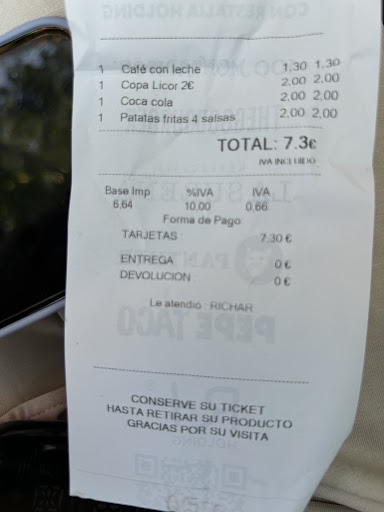 1 Café con leche 1.30 1.30
1 Copa Licor 2€ 2,00 2,00
1 Coca cola 2,00 2,00
1 Patatas fritas 4 salsas 2,00 2,00
TOTAL: 7.3€
IVA INCLUIDO
Base Imp %IVA IVA
6,64 10,00 0,66
Forma de Pago
TARJETAS 7,30 €
ENTREGA 0 €
DEVOLUCION 0 €
Le atendio : RICHAR
CONSERVE SU TICKET
HASTA RETIRAR SU PRODUCTO
GRACIAS POR SU VISITA